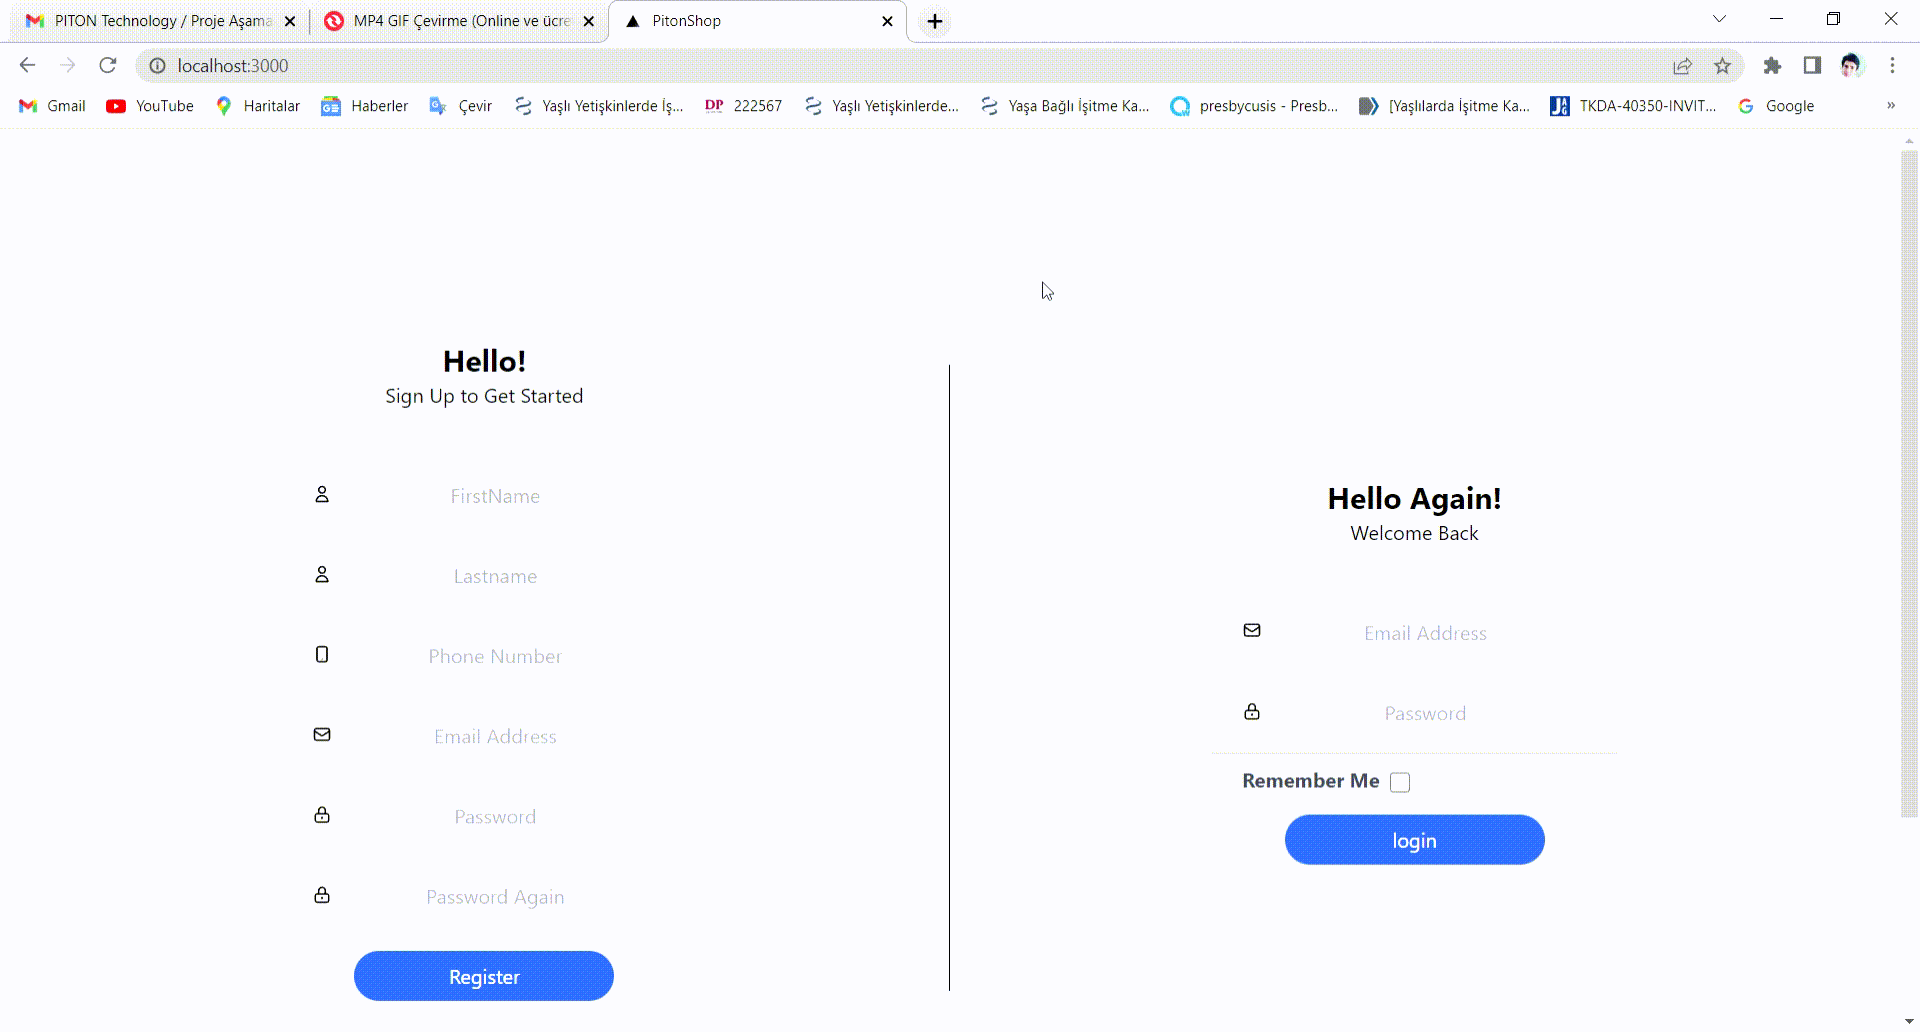 PITON Technology / Proje Aşama
MP4 GIF Çevirme (Online ve ücre
PitonShop
localhost:3000
Gmail
YouTube
Haritalar
Haberler
Çevir
Yaşlı Yetişkinlerde İş...
DP 222567
Yaşlı Yetişkinlerde...
Yaşa Bağlı İşitme Ka...
presbycusis - Presb...
[Yaşlılarda İşitme Ka...
TKDA-40350-INVIT...
Google
Hello!
Sign Up to Get Started
FirstName
Lastname
Phone Number
Email Address
Password
Password Again
Register
Hello Again!
Welcome Back
Email Address
Password
Remember Me
login